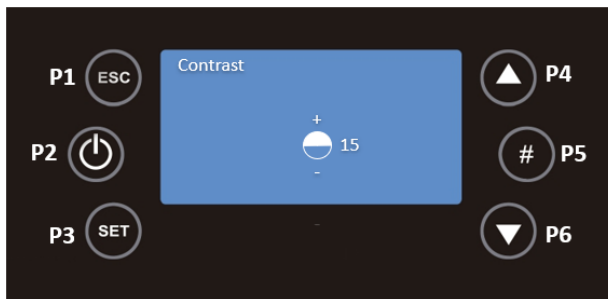 Contrast
P1 ESC
P4
+
P2
15
# P5
-
P3 SET
-
P6